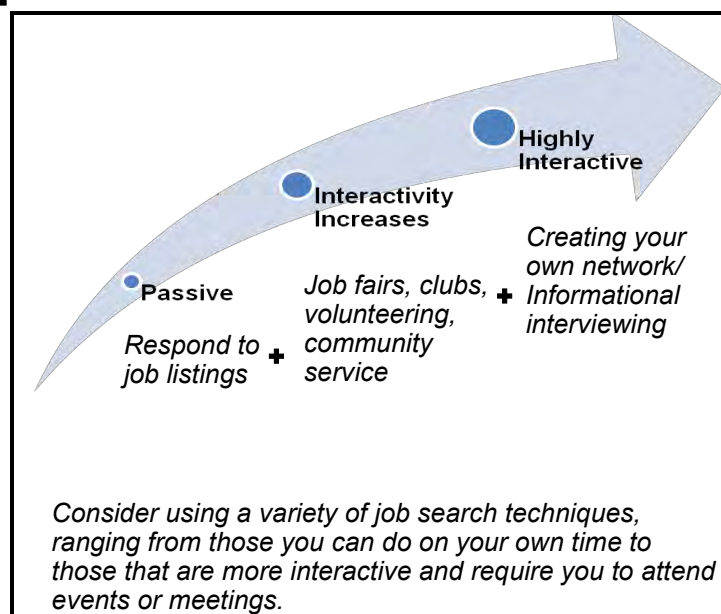 Highly
Interactive
Interactivity
Increases
Passive
Creating your
own network/
Informational
interviewing
Job fairs, clubs, +
volunteering,
community
service
Respond to +
job listings
Consider using a variety of job search techniques,
ranging from those you can do on your own time to
those that are more interactive and require you to attend
events or meetings.